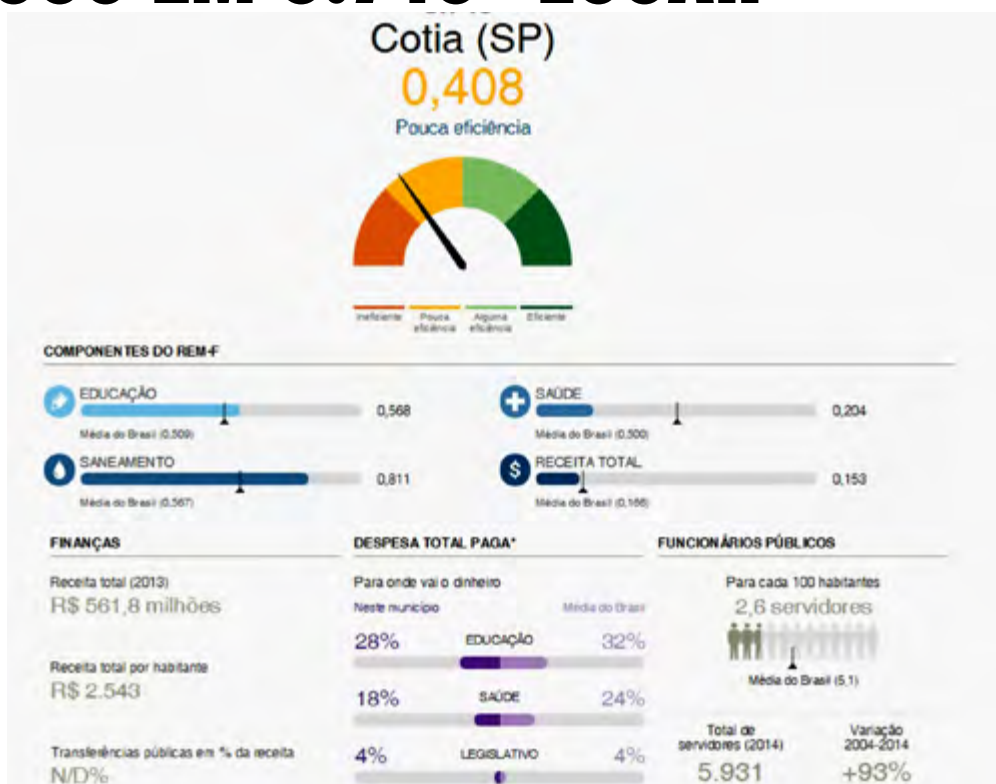 Cotia (SP)
0,408
Pouca eficiência
Ineficiente
Pouca eficiência
Alguma eficiência
Eficiente
COMPONENTES DO REM-F
EDUCAÇÃO
0,568
Média do Brasil (0,509)
SAÚDE
0,204
Média do Brasil (0,500)
SANEAMENTO
0,811
Média do Brasil (0,567)
RECEITA TOTAL
0,153
Média do Brasil (0,166)
FINANÇAS
Receita total (2013)
R$ 561,8 milhões
Receita total por habitante
R$ 2.543
Transferências públicas em % da receita
N/D%
DESPESA TOTAL PAGA*
Para onde vai o dinheiro
Neste município
Média do Brasil
28% EDUCAÇÃO 32%
18% SAÚDE 24%
4% LEGISLATIVO 4%
FUNCIONÁRIOS PÚBLICOS
Para cada 100 habitantes
2,6 servidores
Média do Brasil (5,1)
Total de
servidores (2014)
5.931
Variação
2004-2014
+93%